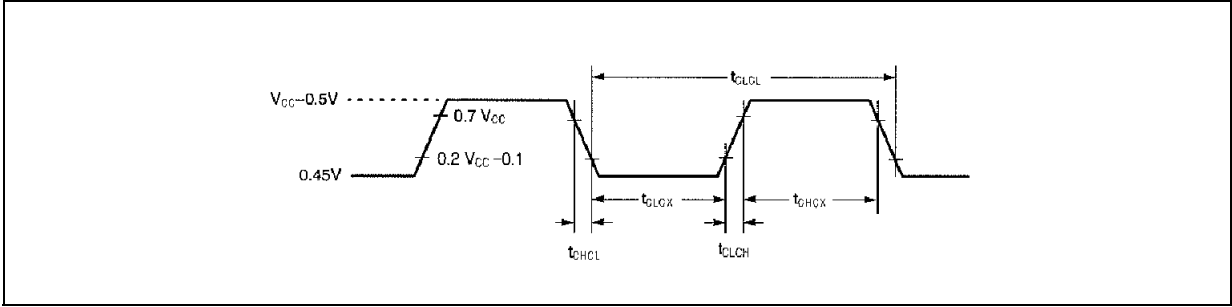 tCLCL
VCC–0.5V
0.7 VCC
0.2 VCC –0.1
0.45V
tCLCX
tCHCX
tCHCL
tCLCH